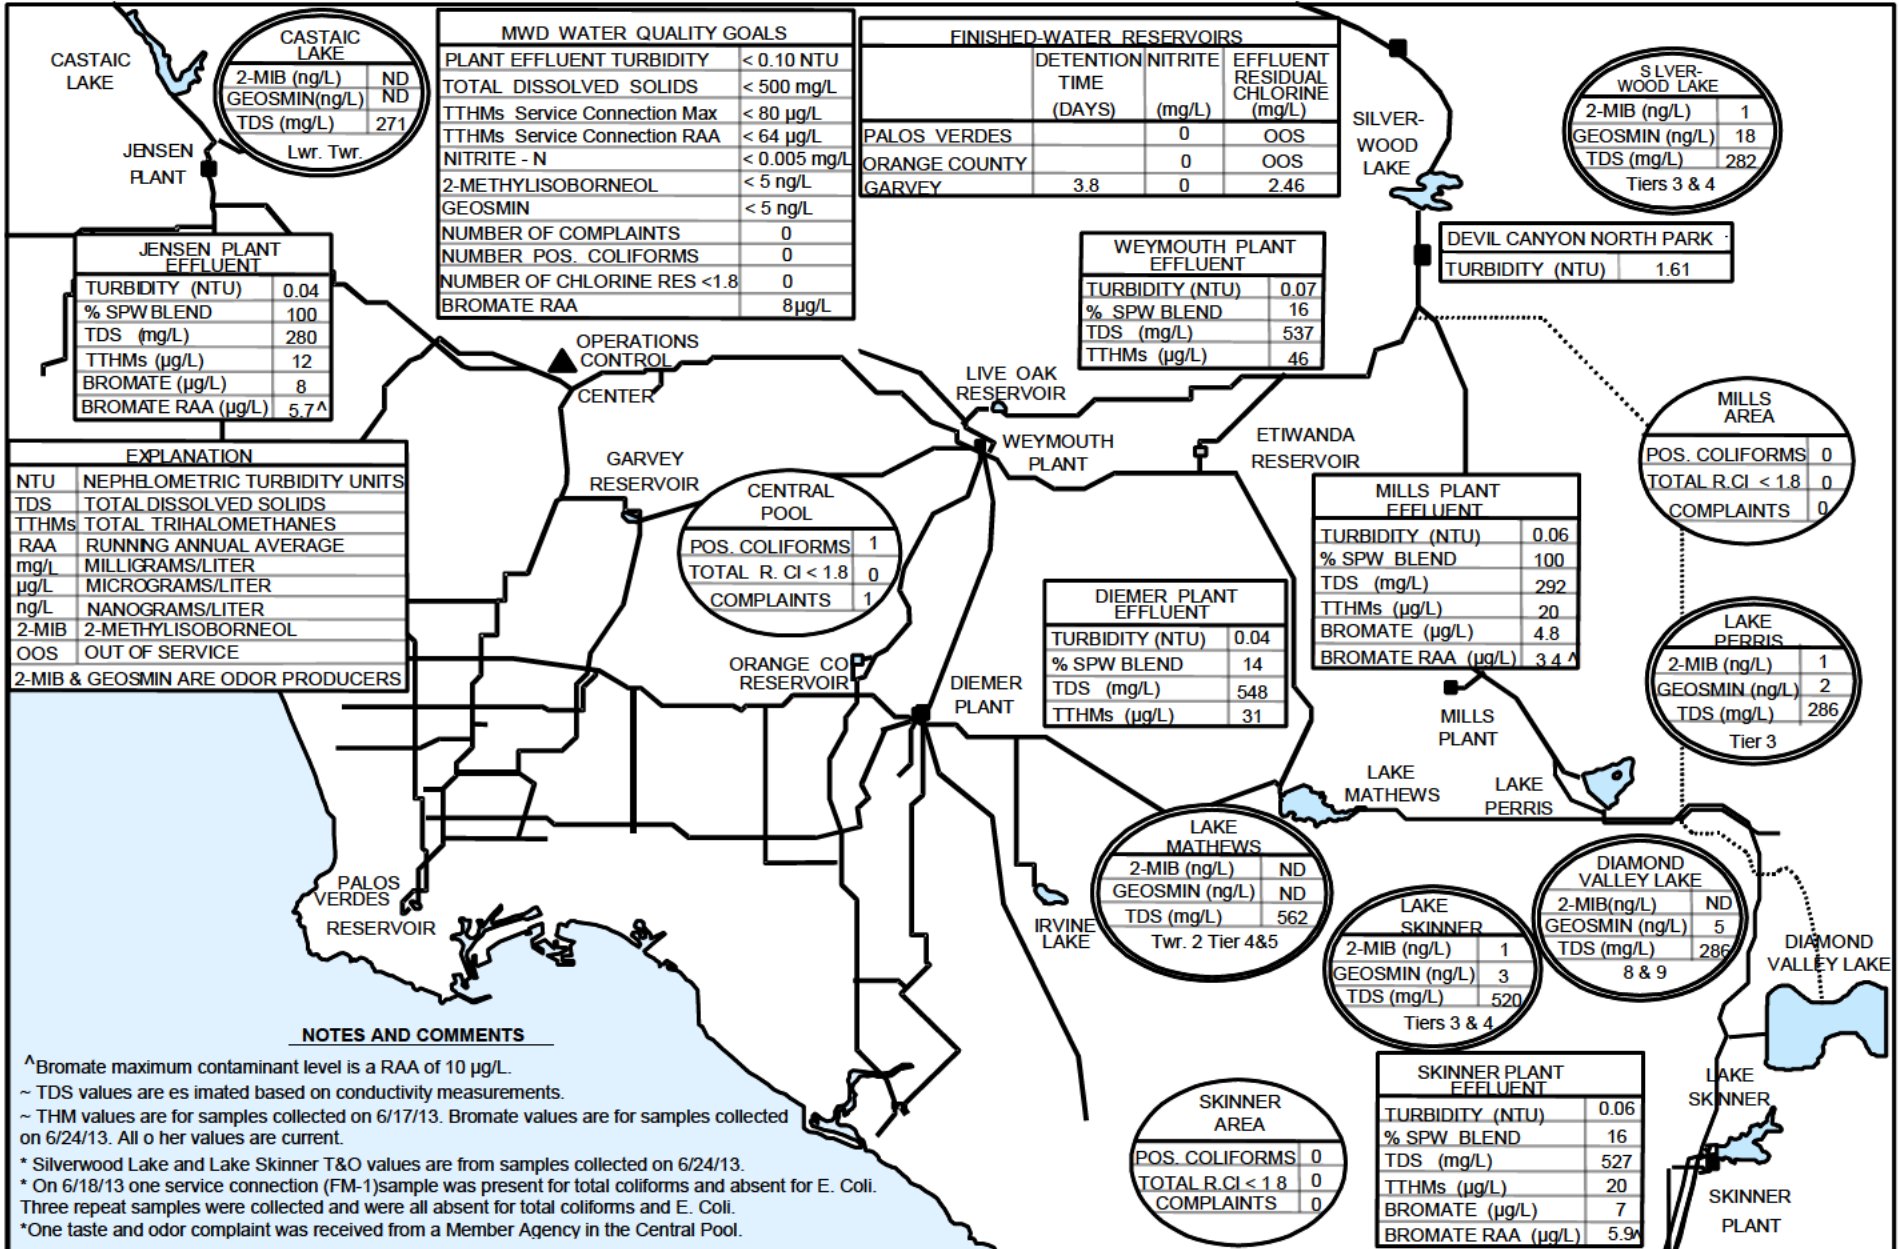 CASTAIC
LAKE
CASTAIC
LAKE
2-MIB (ng/L) ND
GEOSMIN(ng/L) ND
TDS (mg/L) 271
Lwr. Twr.
MWD WATER QUALITY GOALS
PLANT EFFLUENT TURBIDITY < 0.10 NTU
TOTAL DISSOLVED SOLIDS < 500 mg/L
TTHMs Service Connection Max < 80 µg/L
TTHMs Service Connection RAA < 64 µg/L
NITRITE - N < 0.005 mg/L
2-METHYLISOBORNEOL < 5 ng/L
GEOSMIN < 5 ng/L
NUMBER OF COMPLAINTS 0
NUMBER POS. COLIFORMS 0
NUMBER OF CHLORINE RES <1.8 0
BROMATE RAA 8µg/L
FINISHED-WATER RESERVOIRS
DETENTION NITRITE EFFLUENT
TIME RESIDUAL
CHLORINE
(DAYS) (mg/L) (mg/L)
PALOS VERDES 0 OOS
ORANGE COUNTY 0 OOS
GARVEY 3.8 0 2.46
SILVER-
WOOD
LAKE
S LVER-
WOOD LAKE
2-MIB (ng/L) 1
GEOSMIN (ng/L) 18
TDS (mg/L) 282
Tiers 3 & 4
JENSEN
PLANT
JENSEN PLANT
EFFLUENT
TURBIDITY (NTU) 0.04
% SPW BLEND 100
TDS (mg/L) 280
TTHMs (µg/L) 12
BROMATE (µg/L) 8
BROMATE RAA (µg/L) 5.7^
WEYMOUTH PLANT
EFFLUENT
TURBIDITY (NTU) 0.07
% SPW BLEND 16
TDS (mg/L) 537
TTHMs (µg/L) 46
DEVIL CANYON NORTH PARK
TURBIDITY (NTU) 1.61
OPERATIONS
CONTROL
CENTER
LIVE OAK
RESERVOIR
WEYMOUTH
PLANT
ETIWANDA
RESERVOIR
MILLS
AREA
POS. COLIFORMS 0
TOTAL R.Cl < 1.8 0
COMPLAINTS 0
EXPLANATION
NTU NEPHELOMETRIC TURBIDITY UNITS
TDS TOTAL DISSOLVED SOLIDS
TTHMs TOTAL TRIHALOMETHANES
RAA RUNNING ANNUAL AVERAGE
mg/L MILLIGRAMS/LITER
µg/L MICROGRAMS/LITER
ng/L NANOGRAMS/LITER
2-MIB 2-METHYLISOBORNEOL
OOS OUT OF SERVICE
2-MIB & GEOSMIN ARE ODOR PRODUCERS
GARVEY
RESERVOIR
CENTRAL
POOL
POS. COLIFORMS 1
TOTAL R. Cl < 1.8 0
COMPLAINTS 1
MILLS PLANT
EFFLUENT
TURBIDITY (NTU) 0.06
% SPW BLEND 100
TDS (mg/L) 292
TTHMs (µg/L) 20
BROMATE (µg/L) 4.8
BROMATE RAA (µg/L) 3 4 ^
DIEMER PLANT
EFFLUENT
TURBIDITY (NTU) 0.04
% SPW BLEND 14
TDS (mg/L) 548
TTHMs (µg/L) 31
LAKE
PERRIS
2-MIB (ng/L) 1
GEOSMIN (ng/L) 2
TDS (mg/L) 286
Tier 3
ORANGE CO
RESERVOIR
DIEMER
PLANT
MILLS
PLANT
LAKE
MATHEWS
LAKE
PERRIS
LAKE
MATHEWS
2-MIB (ng/L) ND
GEOSMIN (ng/L) ND
TDS (mg/L) 562
Twr. 2 Tier 4&5
DIAMOND
VALLEY LAKE
2-MIB(ng/L) ND
GEOSMIN (ng/L) 5
TDS (mg/L) 286
8 & 9
PALOS
VERDES
RESERVOIR
IRVINE
LAKE
LAKE
SKINNER
2-MIB (ng/L) 1
GEOSMIN (ng/L) 3
TDS (mg/L) 520
Tiers 3 & 4
DIAMOND
VALLEY LAKE
NOTES AND COMMENTS
^Bromate maximum contaminant level is a RAA of 10 µg/L.
~ TDS values are es imated based on conductivity measurements.
~ THM values are for samples collected on 6/17/13. Bromate values are for samples collected
on 6/24/13. All o her values are current.
* Silverwood Lake and Lake Skinner T&O values are from samples collected on 6/24/13.
* On 6/18/13 one service connection (FM-1)sample was present for total coliforms and absent for E. Coli.
Three repeat samples were collected and were all absent for total coliforms and E. Coli.
*One taste and odor complaint was received from a Member Agency in the Central Pool.
SKINNER
AREA
POS. COLIFORMS 0
TOTAL R.Cl < 1 8 0
COMPLAINTS 0
SKINNER PLANT
EFFLUENT
TURBIDITY (NTU) 0.06
% SPW BLEND 16
TDS (mg/L) 527
TTHMs (µg/L) 20
BROMATE (µg/L) 7
BROMATE RAA (µg/L) 5.9^
LAKE
SKINNER
SKINNER
PLANT